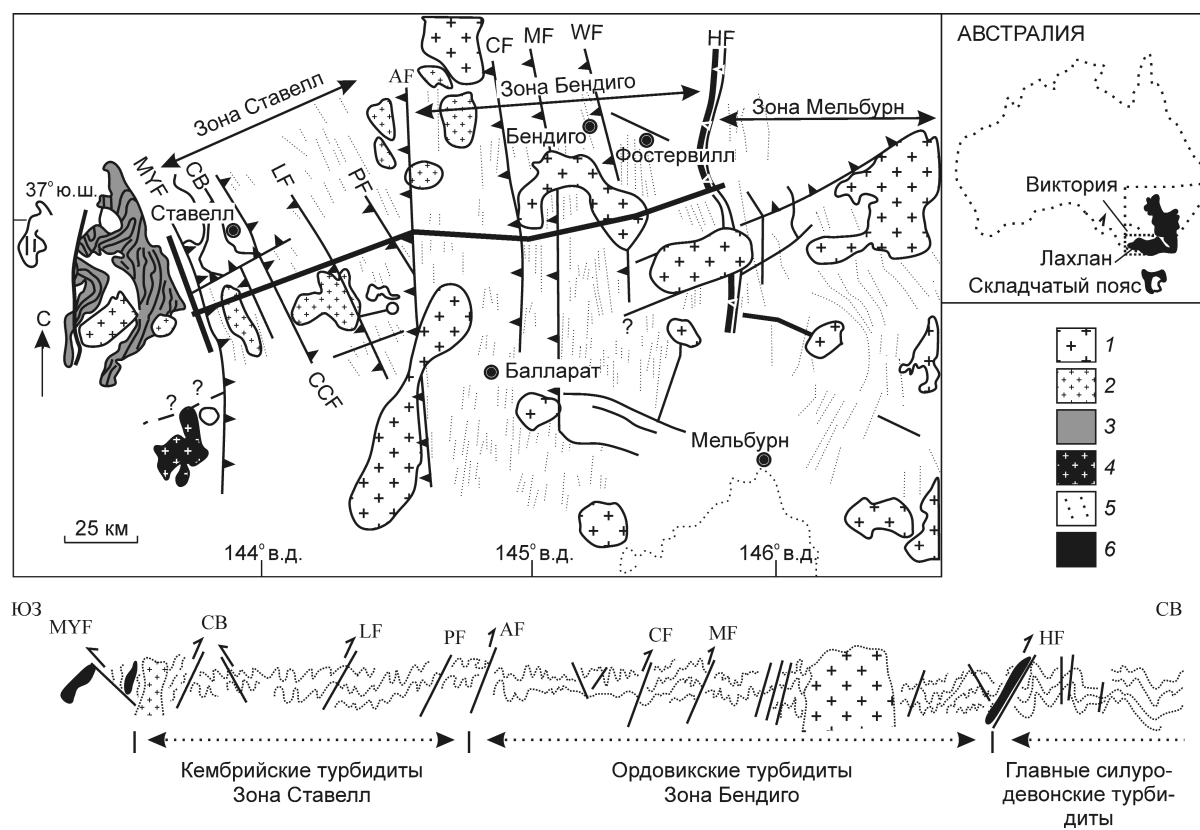 АВСТРАЛИЯ
Зона Ставелл
AF
CF
MF
WF
HF
Зона Бендиго
Зона Мельбурн
Бендиго
Фостервилл
MYF
CB
LF
PF
37° ю.ш.
Ставелл
Виктория
Лахлан
Складчатый пояс
С
?
?
?
CCF
Балларат
Мельбурн
25 км
144° в.д.
145° в.д.
146° в.д.
1
2
3
4
5
6
ЮЗ
СВ
MYF
CB
LF
PF
AF
CF
MF
HF
Кембрийские турбидиты
Зона Ставелл
Ордовикские турбидиты
Зона Бендиго
Главные силуро-
девонские турби-
диты